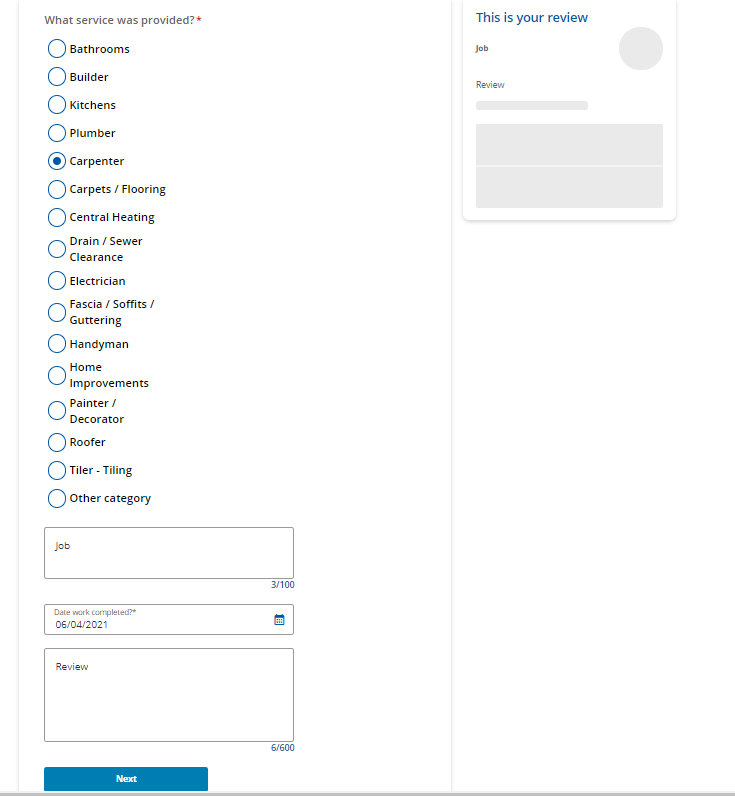 What service was provided?*
Bathrooms
Builder
Kitchens
Plumber
Carpenter
Carpets / Flooring
Central Heating
Drain / Sewer
Clearance
Electrician
Fascia / Soffits /
Guttering
Handyman
Home
Improvements
Painter /
Decorator
Roofer
Tiler - Tiling
Other category
Job
3/100
Date work completed?*
06/04/2021
Review
6/600
Next
This is your review
Job
Review